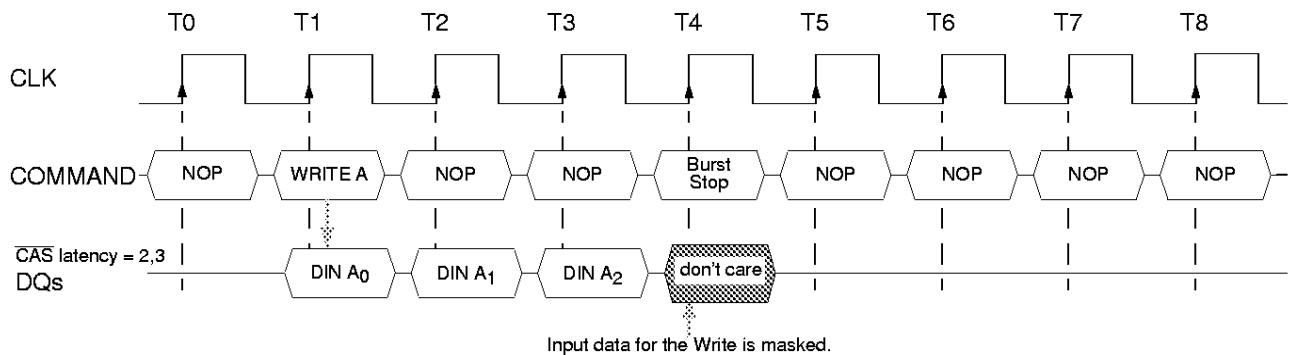 T0 T1 T2 T3 T4 T5 T6 T7 T8
CLK
COMMAND NOP WRITE A NOP NOP Burst Stop NOP NOP NOP NOP
CAS latency = 2,3
DQs DIN A0 DIN A1 DIN A2 don't care
Input data for the Write is masked.